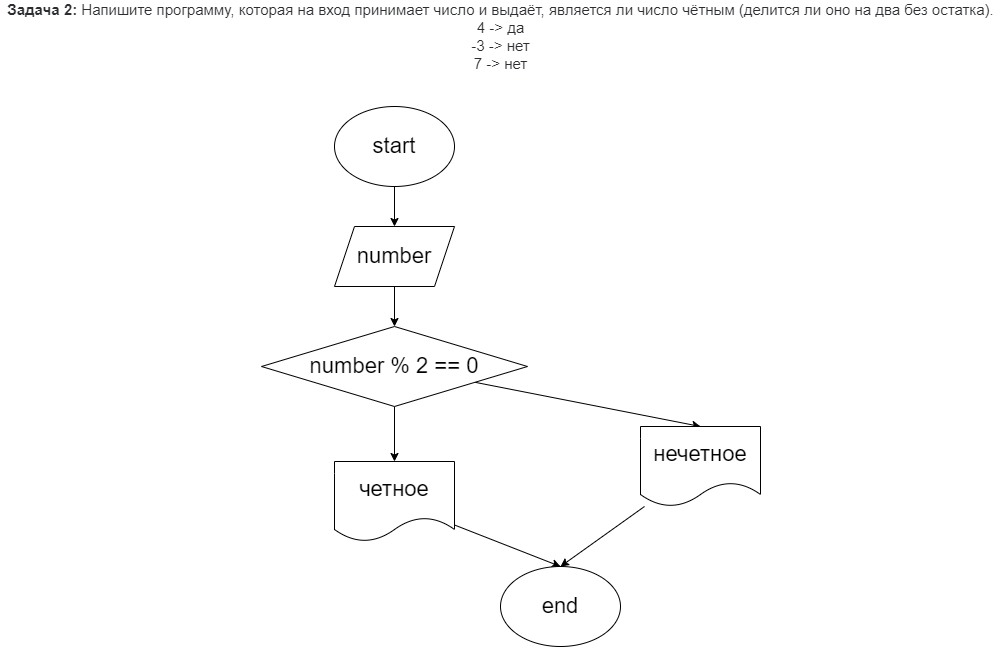 Задача 2: Напишите программу, которая на вход принимает число и выдаёт, является ли число чётным (делится ли оно на два без остатка).
4 -> да
-3 -> нет
7 -> нет
start
number
number % 2 == 0
нечетное
четное
end